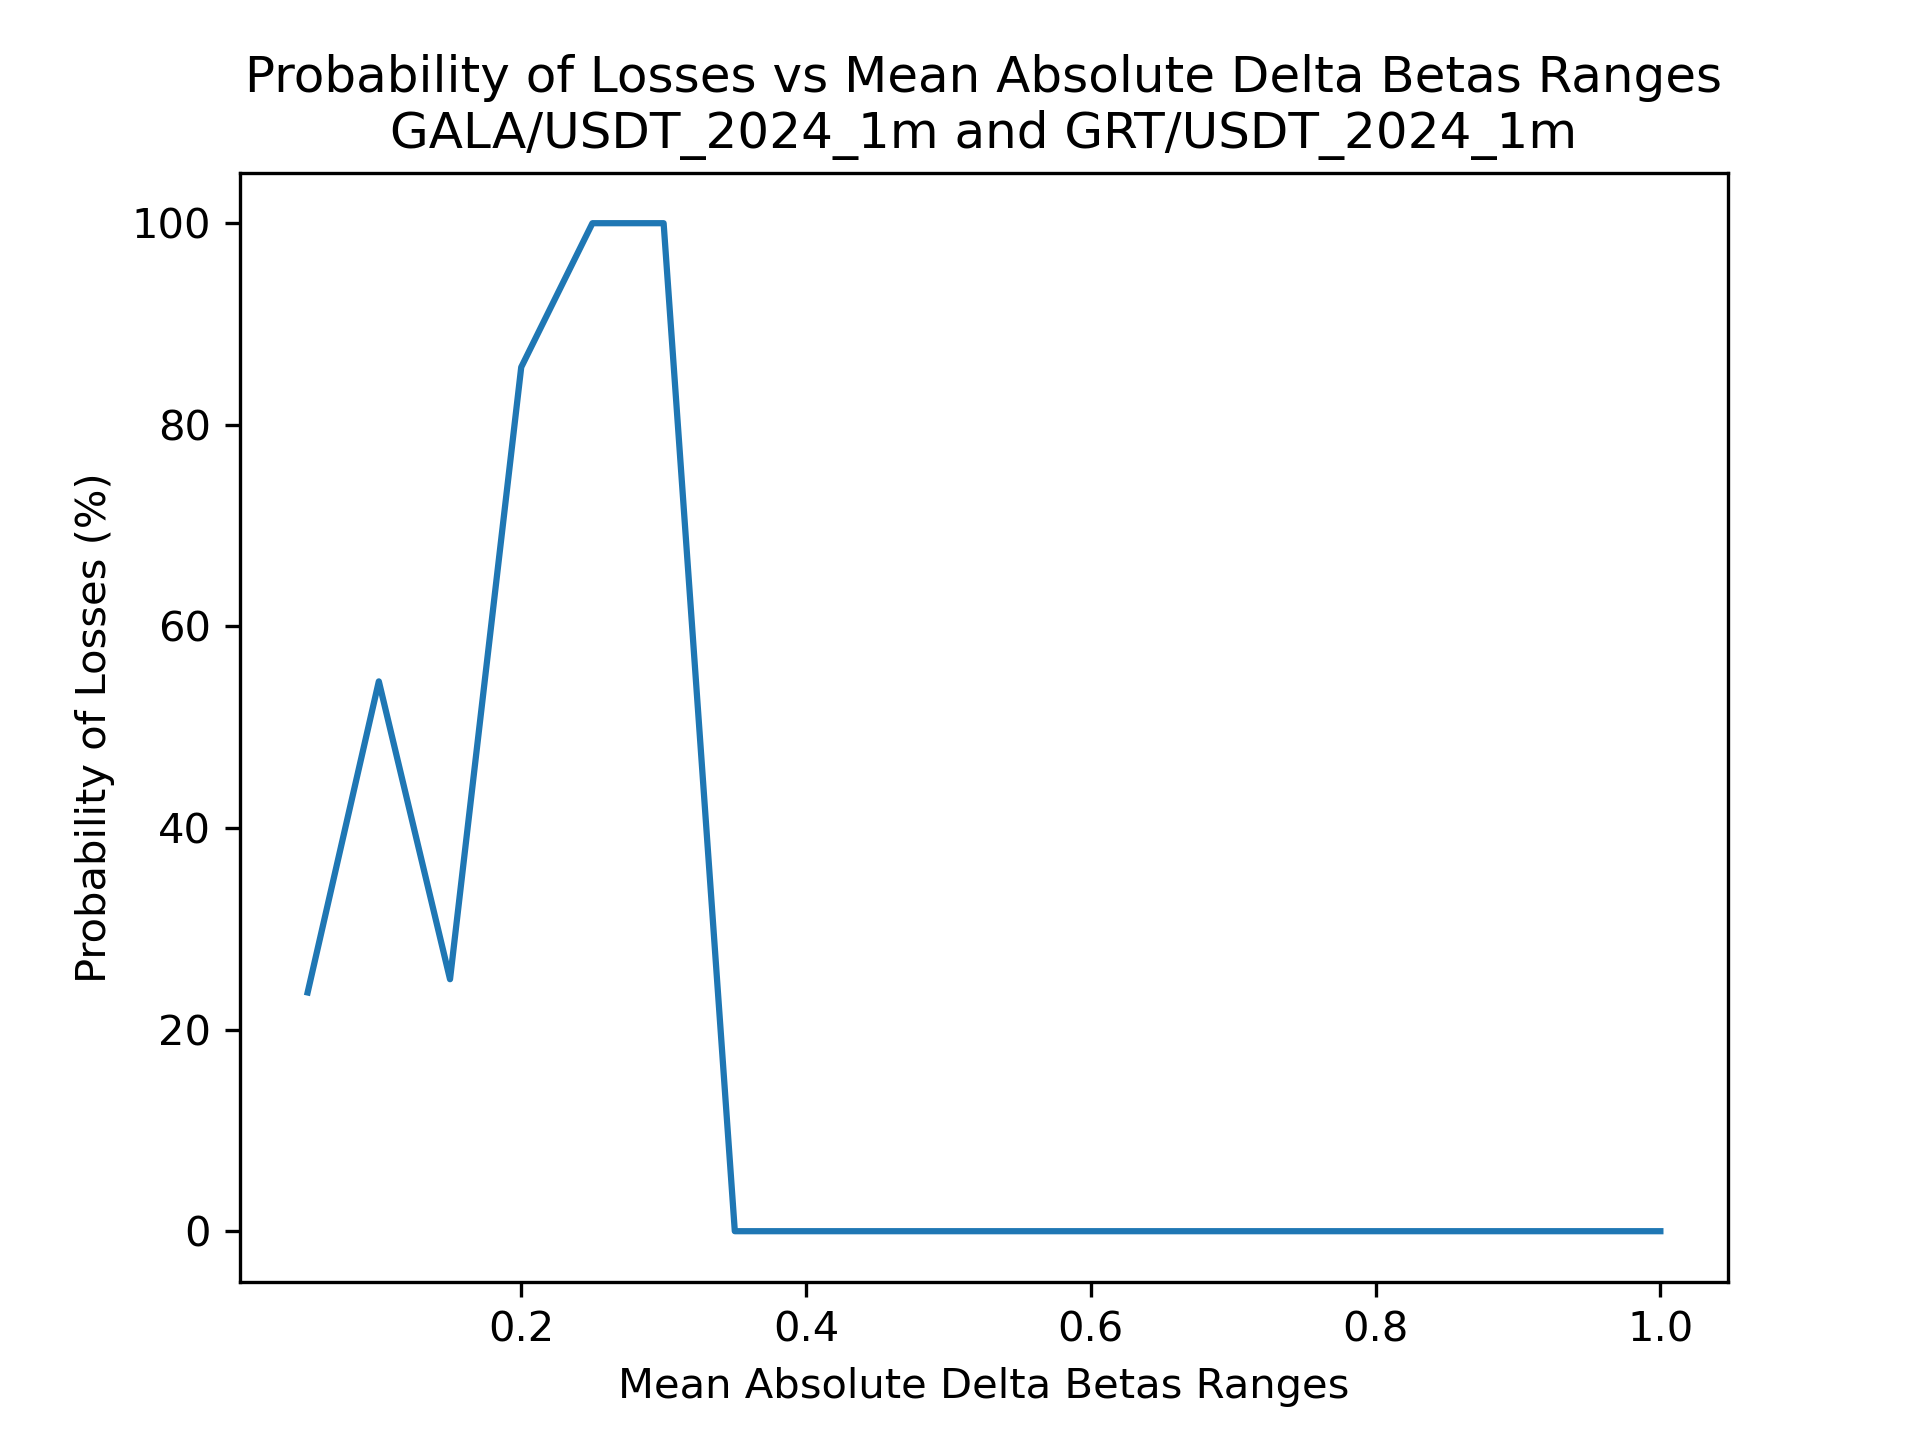 Probability of Losses vs Mean Absolute Delta Betas Ranges
GALA/USDT_2024_1m and GRT/USDT_2024_1m
Probability of Losses (%)
100
80
60
40
20
0
0.2 0.4 0.6 0.8 1.0
Mean Absolute Delta Betas Ranges